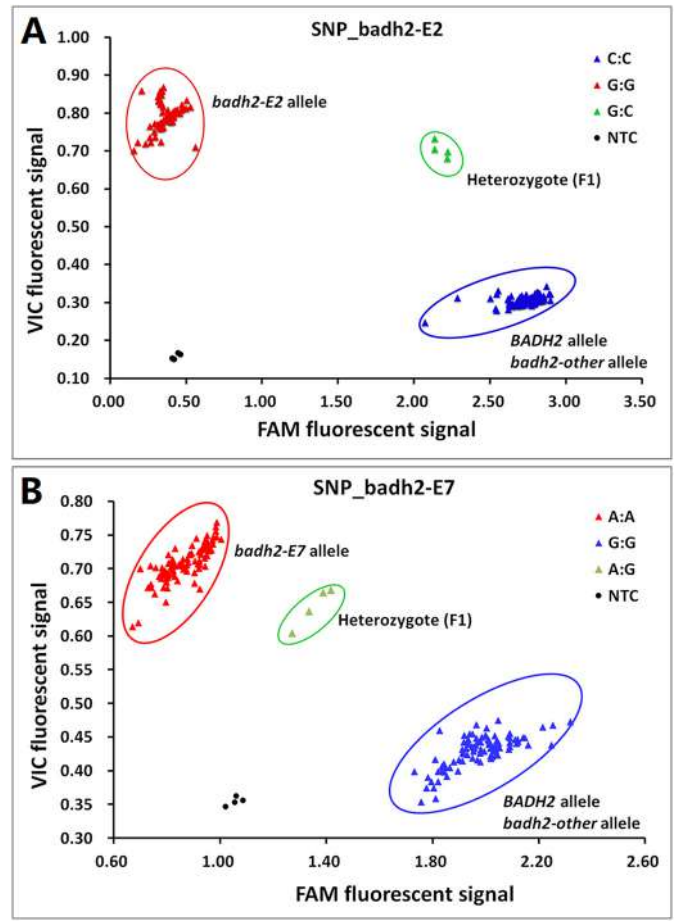 A
SNP_badh2-E2
1.00
0.90
0.80
0.70
0.60
0.50
0.40
0.30
0.20
0.10
VIC fluorescent signal
badh2-E2 allele
C:C
G:G
G:C
NTC
Heterozygote (F1)
BADH2 allele
badh2-other allele
0.00 0.50 1.00 1.50 2.00 2.50 3.00 3.50
FAM fluorescent signal
B
SNP_badh2-E7
0.80
0.75
0.70
0.65
0.60
0.55
0.50
0.45
0.40
0.35
0.30
VIC fluorescent signal
badh2-E7 allele
A:A
G:G
A:G
NTC
Heterozygote (F1)
BADH2 allele
badh2-other allele
0.60 1.00 1.40 1.80 2.20 2.60
FAM fluorescent signal